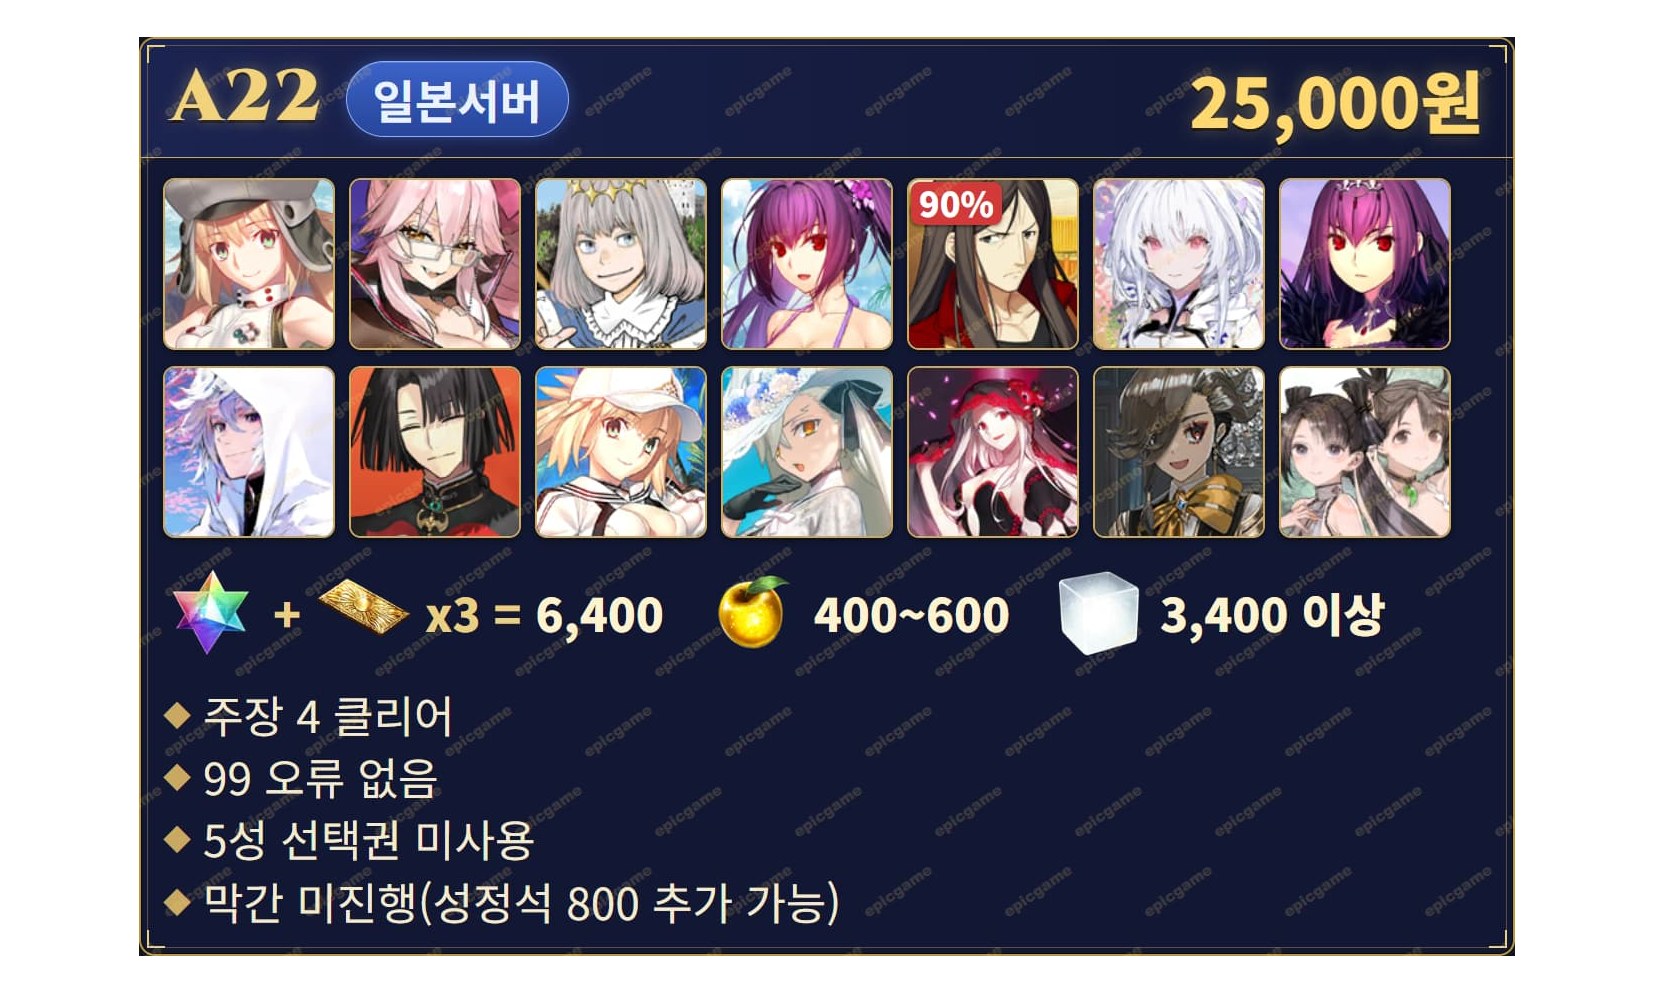 A22 일본서버 25,000원
90%
+ x3 = 6,400 400~600 3,400 이상
주장 4 클리어
99 오류 없음
5성 선택권 미사용
막간 미진행(성정석 800 추가 가능)
epicgame